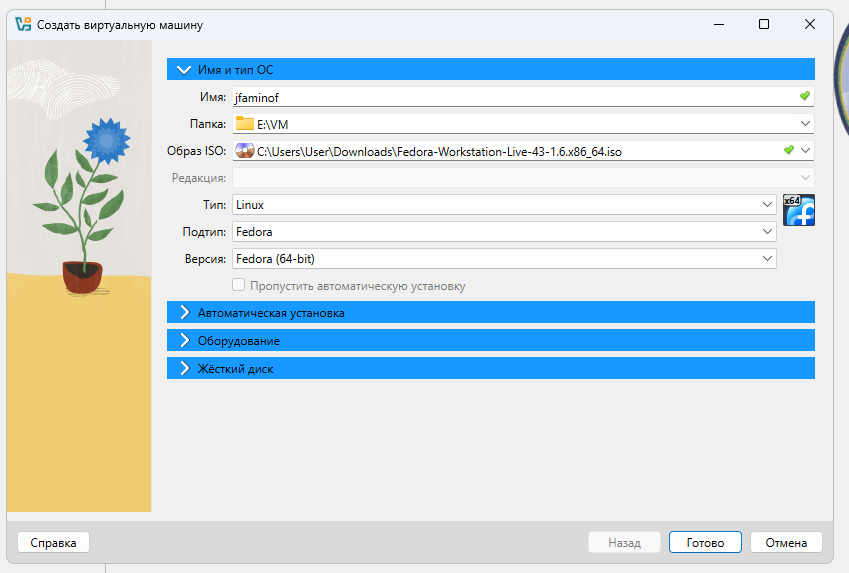 Создать виртуальную машину
Имя и тип ОС
Имя: jfaminof
Папка: E:\VM
Образ ISO: C:\Users\User\Downloads\Fedora-Workstation-Live-43-1.6.x86_64.iso
Редакция:
Тип: Linux
x64
Подтип: Fedora
Версия: Fedora (64-bit)
Пропустить автоматическую установку
Автоматическая установка
Оборудование
Жёсткий диск
Справка Назад Готово Отмена